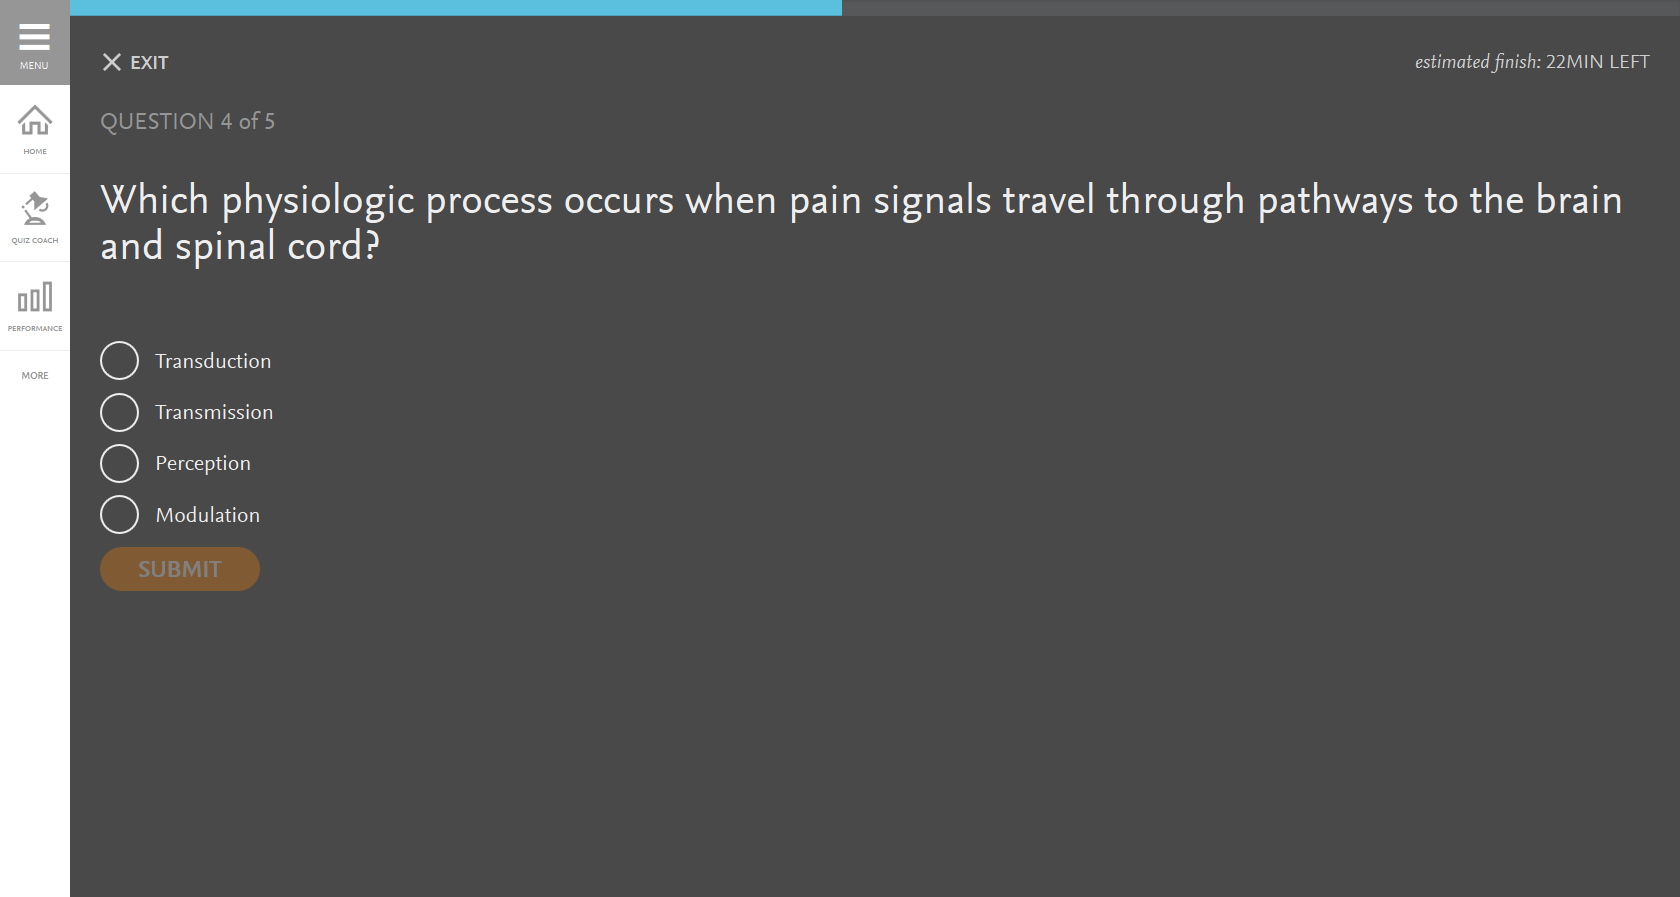 MENU
HOME
QUIZ COACH
PERFORMANCE
MORE
EXIT
estimated finish: 22MIN LEFT
QUESTION 4 of 5
Which physiologic process occurs when pain signals travel through pathways to the brain
and spinal cord?
Transduction
Transmission
Perception
Modulation
SUBMIT